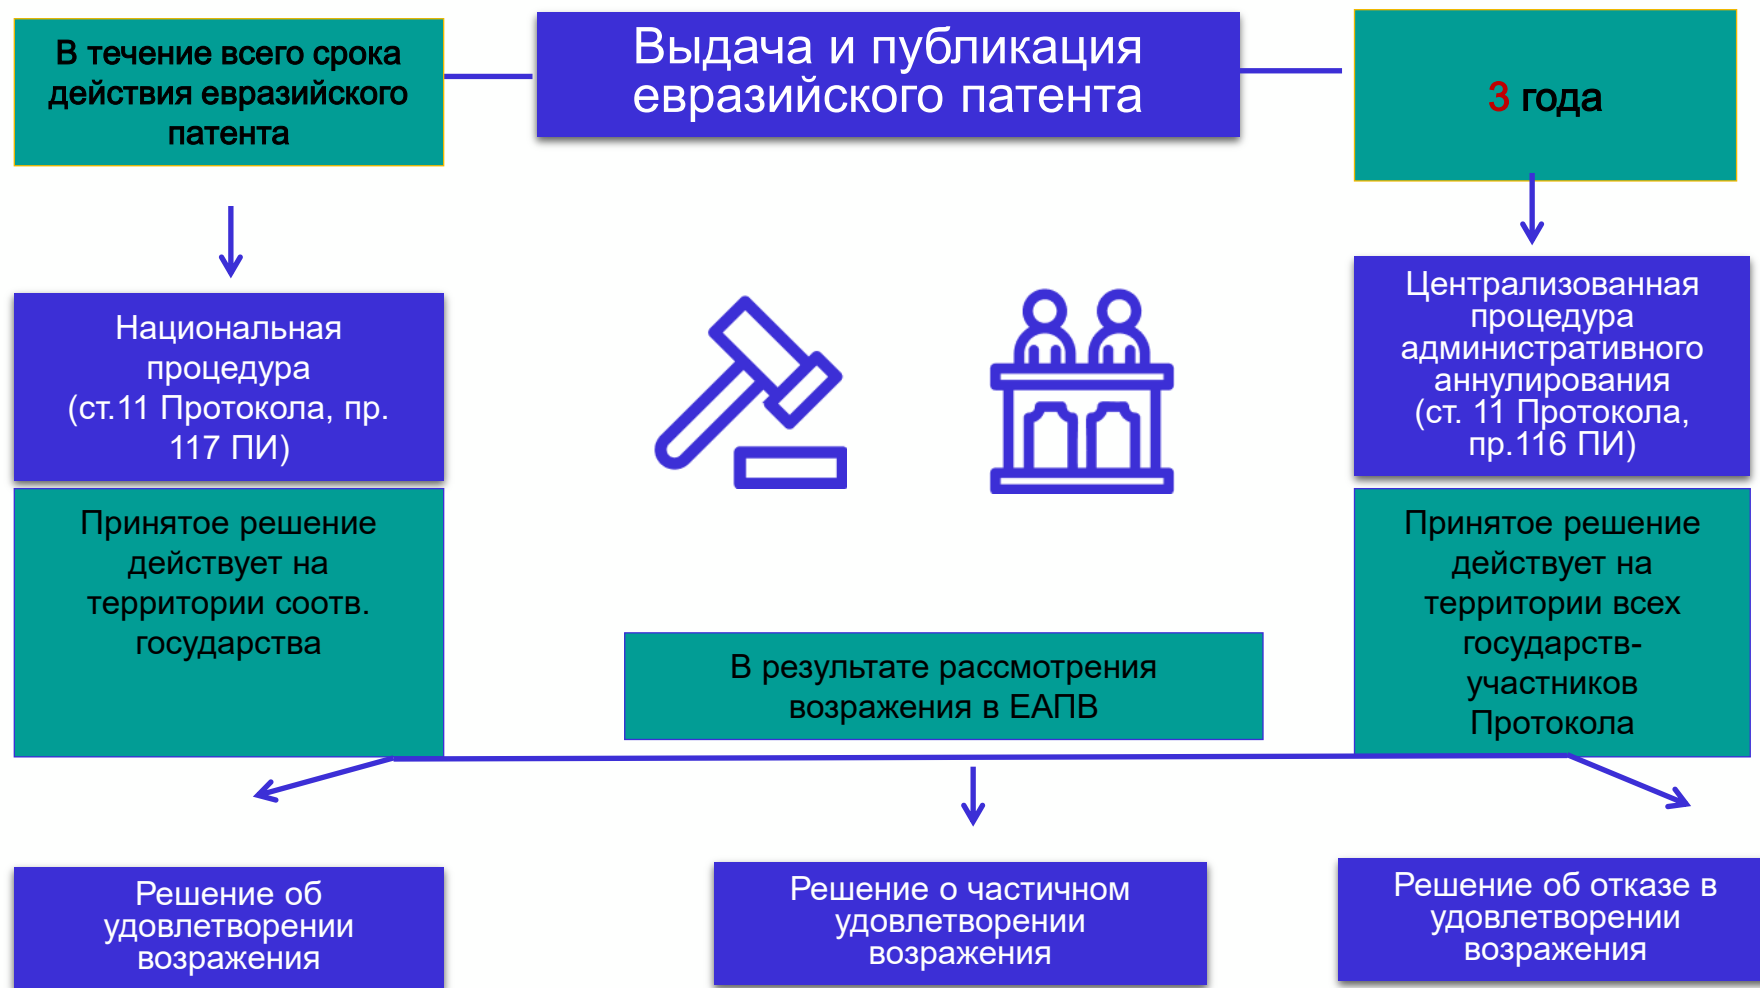 В течение всего срока
действия евразийского
патента
Выдача и публикация
евразийского патента
3 года
Национальная
процедура
(ст.11 Протокола, пр.
117 ПИ)
Централизованная
процедура
административного
аннулирования
(ст. 11 Протокола,
пр.116 ПИ)
Принятое решение
действует на
территории соотв.
государства
Принятое решение
действует на
территории всех
государств-
участников
Протокола
В результате рассмотрения
возражения в ЕАПВ
Решение об
удовлетворении
возражения
Решение о частичном
удовлетворении
возражения
Решение об отказе в
удовлетворении
возражения